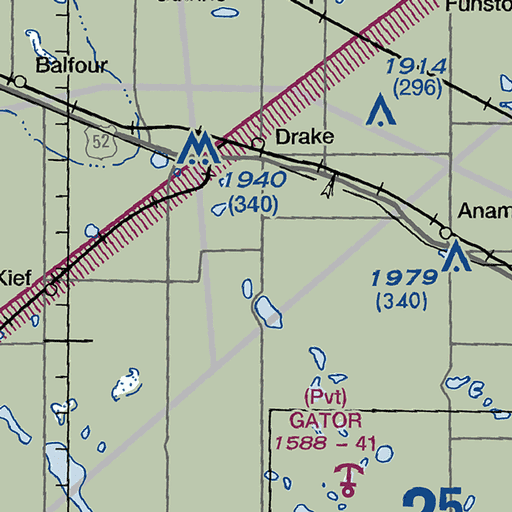 Funsto
Balfour
1914
(296)
52
Drake
1940
(340)
Anam
Kief
1979
(340)
(Pvt)
GATOR
1588 - 41
25